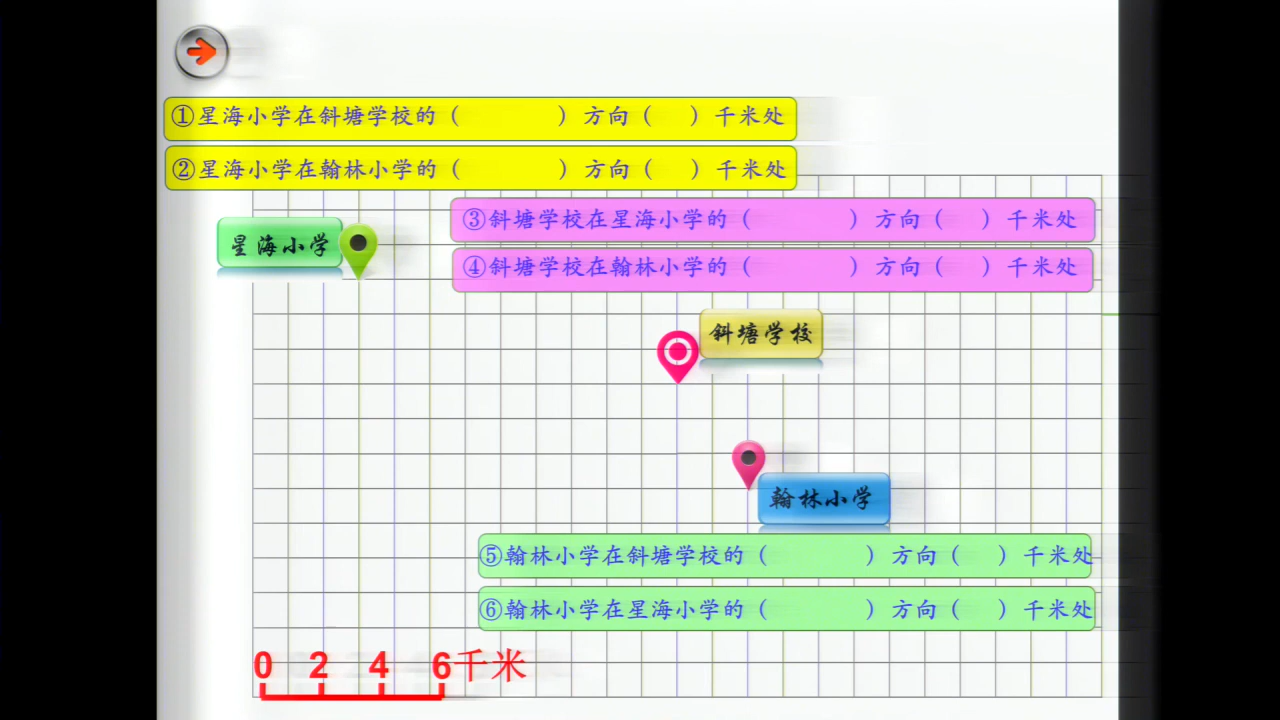 ①星海小学在斜塘学校的（　　　　）方向（　）千米处
②星海小学在翰林小学的（　　　　）方向（　）千米处
③斜塘学校在星海小学的（　　　　）方向（　）千米处
星海小学
④斜塘学校在翰林小学的（　　　　）方向（　）千米处
斜塘学校
翰林小学
⑤翰林小学在斜塘学校的（　　　　）方向（　）千米处
⑥翰林小学在星海小学的（　　　　）方向（　）千米处
0 2 4 6千米